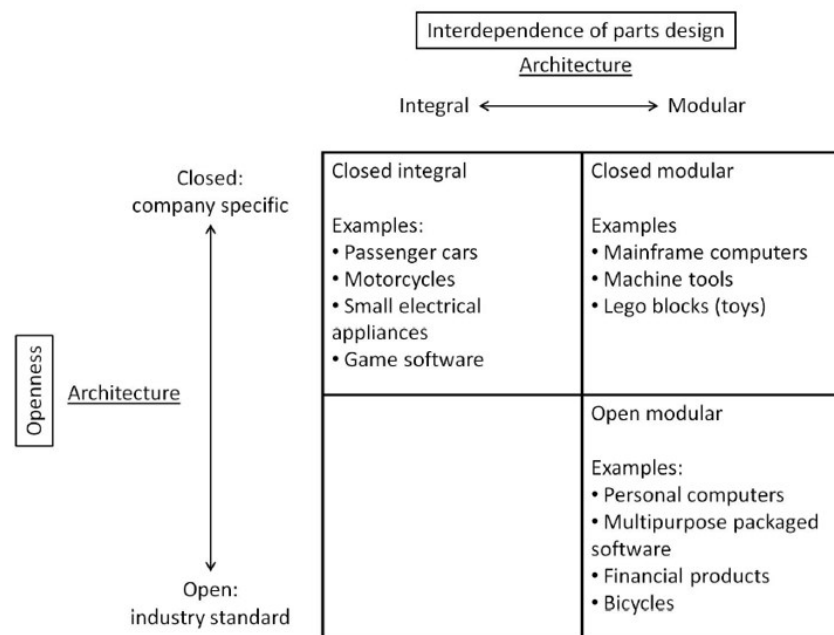 Interdependence of parts design
Architecture
Integral
Modular
Closed:
company specific
Openness
Architecture
Open:
industry standard
Closed integral
Examples:
• Passenger cars
• Motorcycles
• Small electrical
appliances
• Game software
Closed modular
Examples
• Mainframe computers
• Machine tools
• Lego blocks (toys)
Open modular
Examples:
• Personal computers
• Multipurpose packaged
software
• Financial products
• Bicycles